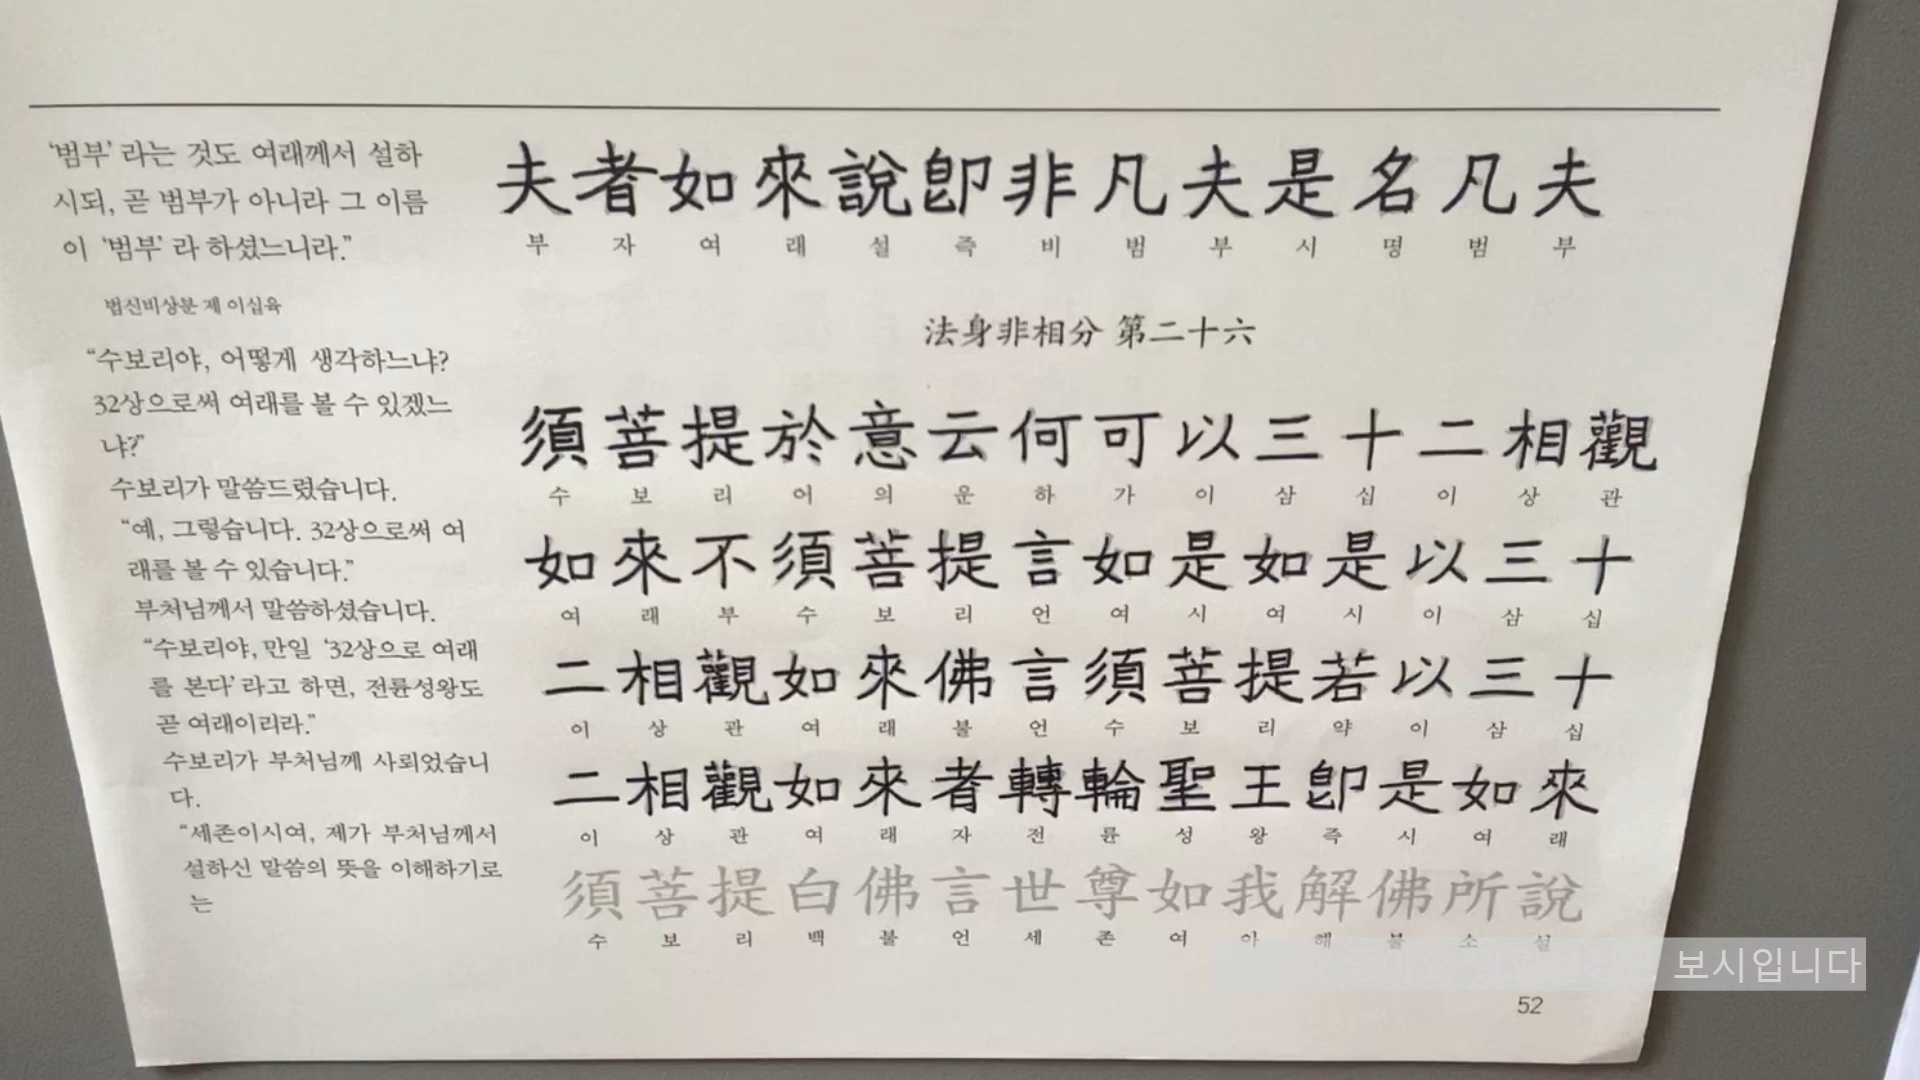 '범부' 라는 것도 여래께서 설하
시되, 곧 범부가 아니라 그 이름
이 '범부' 라 하셨느니라."
법신비상분 제 이십육
"수보리야, 어떻게 생각하느냐?
32상으로써 여래를 볼 수 있겠느
냐?"
수보리가 말씀드렸습니다.
"예, 그렇습니다. 32상으로써 여
래를 볼 수 있습니다."
부처님께서 말씀하셨습니다.
"수보리야, 만일 '32상으로 여래
를 본다' 라고 하면, 전륜성왕도
곧 여래이리라."
수보리가 부처님께 사뢰었습니
다.
"세존이시여, 제가 부처님께서
설하신 말씀의 뜻을 이해하기로
는
夫者如來說卽非凡夫是名凡夫
부 자 여 래 설 즉 비 범 부 시 명 범 부
法身非相分 第二十六
須菩提於意云何可以三十二相觀
수 보 리 어 의 운 하 가 이 삼 십 이 상 관
如來不須菩提言如是如是以三十
여 래 부 수 보 리 언 여 시 여 시 이 삼 십
二相觀如來佛言須菩提若以三十
이 상 관 여 래 불 언 수 보 리 약 이 삼 십
二相觀如來者轉輪聖王卽是如來
이 상 관 여 래 자 전 륜 성 왕 즉 시 여 래
須菩提白佛言世尊如我解佛所說
수 보 리 백 불 언 세 존 여 아 해 불 소 설
보시입니다
52